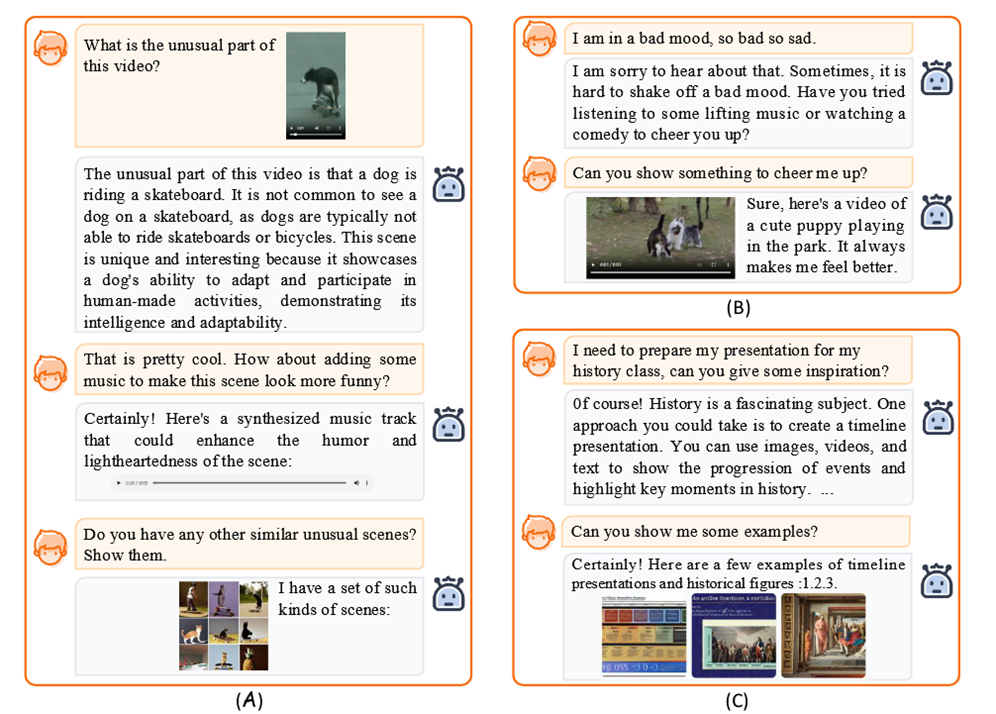 What is the unusual part of
this video?
The unusual part of this video is that a dog is
riding a skateboard. It is not common to see a
dog on a skateboard, as dogs are typically not
able to ride skateboards or bicycles. This scene
is unique and interesting because it showcases
a dog's ability to adapt and participate in
human-made activities, demonstrating its
intelligence and adaptability.
That is pretty cool. How about adding some
music to make this scene look more funny?
Certainly! Here's a synthesized music track
that could enhance the humor and
lightheartedness of the scene:
0:00 / 0:05
Do you have any other similar unusual scenes?
Show them.
I have a set of such
kinds of scenes:
(A)
I am in a bad mood, so bad so sad.
I am sorry to hear about that. Sometimes, it is
hard to shake off a bad mood. Have you tried
listening to some lifting music or watching a
comedy to cheer you up?
Can you show something to cheer me up?
Sure, here's a video of
a cute puppy playing
in the park. It always
makes me feel better.
0:03 / 0:03
(B)
I need to prepare my presentation for my
history class, can you give some inspiration?
0f course! History is a fascinating subject. One
approach you could take is to create a timeline
presentation. You can use images, videos, and
text to show the progression of events and
highlight key moments in history. ...
Can you show me some examples?
Certainly! Here are a few examples of timeline
presentations and historical figures :1.2.3.
(C)